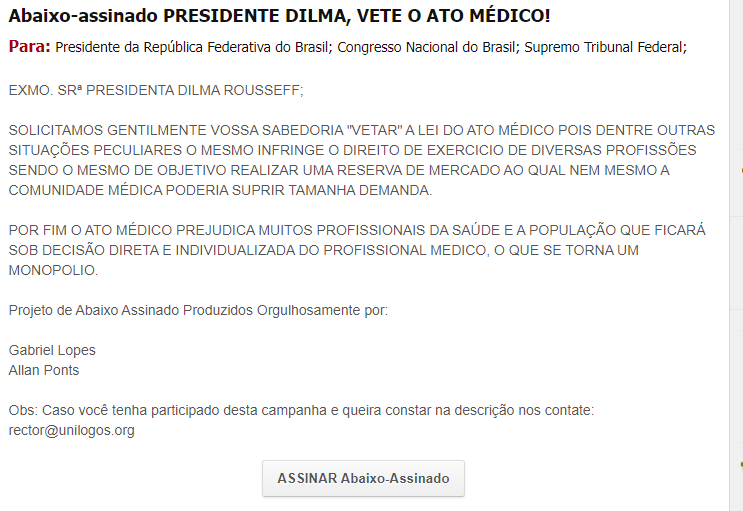 Abaixo-assinado PRESIDENTE DILMA, VETE O ATO MÉDICO!
Para: Presidente da República Federativa do Brasil; Congresso Nacional do Brasil; Supremo Tribunal Federal;
EXMO. SRª PRESIDENTA DILMA ROUSSEFF;
SOLICITAMOS GENTILMENTE VOSSA SABEDORIA "VETAR" A LEI DO ATO MÉDICO POIS DENTRE OUTRAS
SITUAÇÕES PECULIARES O MESMO INFRINGE O DIREITO DE EXERCICIO DE DIVERSAS PROFISSÕES
SENDO O MESMO DE OBJETIVO REALIZAR UMA RESERVA DE MERCADO AO QUAL NEM MESMO A
COMUNIDADE MÉDICA PODERIA SUPRIR TAMANHA DEMANDA.
POR FIM O ATO MÉDICO PREJUDICA MUITOS PROFISSIONAIS DA SAÚDE E A POPULAÇÃO QUE FICARÁ
SOB DECISÃO DIRETA E INDIVIDUALIZADA DO PROFISSIONAL MEDICO, O QUE SE TORNA UM
MONOPOLIO.
Projeto de Abaixo Assinado Produzidos Orgulhosamente por:
Gabriel Lopes
Allan Ponts
Obs: Caso você tenha participado desta campanha e queira constar na descrição nos contate:
rector@unilogos.org
ASSINAR Abaixo-Assinado